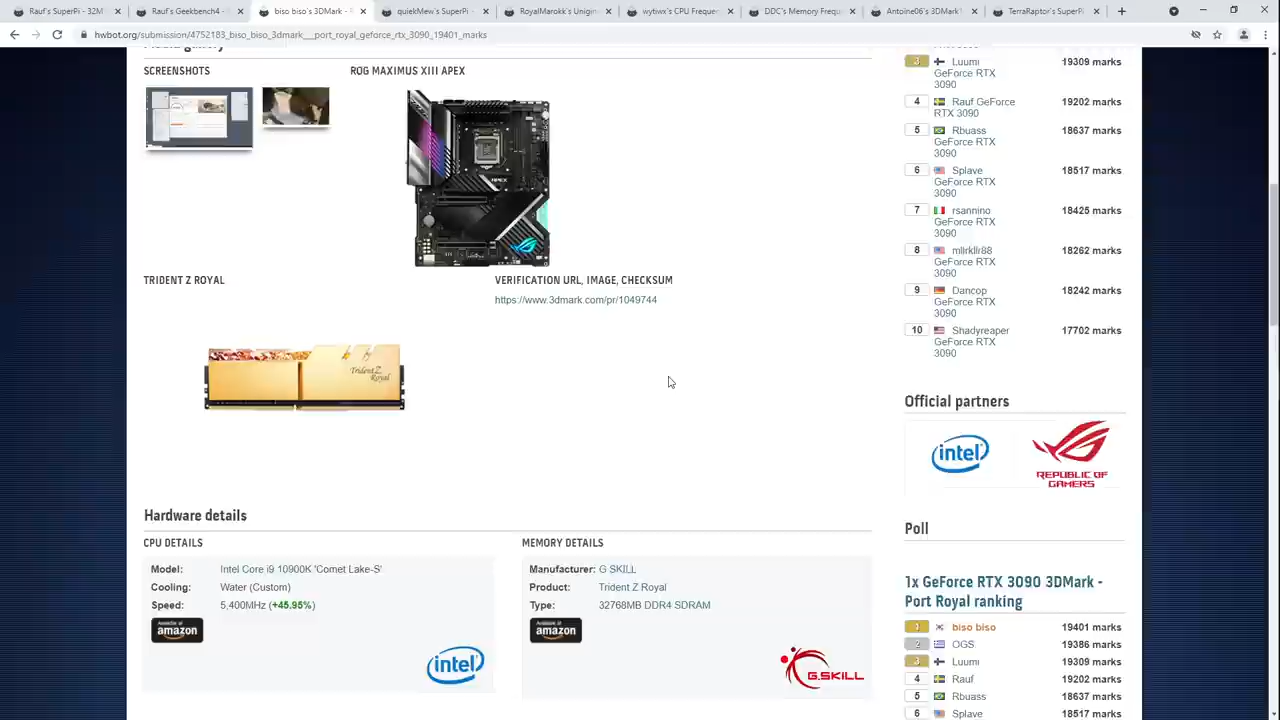 Rauf's SuperPi - 32M
Rauf's Geekbench4 -
biso biso's 3DMark -
quiekMew's SuperPi -
RoyalMarokk's Unigin
wytiwx's CPU Frequen
DDC's Memory Freque
Antoine06's 3DMark1
TerraRaptor's SuperPi
hwbot.org/submission/4752183_biso_biso_3dmark___port_royal_geforce_rtx_3090_19401_marks
SCREENSHOTS
ROG MAXIMUS XIII APEX
TRIDENT Z ROYAL
Trident Z
Royal
VERIFICATION URL, IMAGE, CHECKSUM
https://www.3dmark.com/pr/1049744
Hardware details
CPU DETAILS
Model: Intel Core i9 10900K 'Comet Lake-S'
Cooling: Water (Custom)
Speed: 5,400MHz (+45.95%)
amazon
intel
MEMORY DETAILS
Manufacturer: G SKILL
Product: Trident Z Royal
Type: 32768MB DDR4 SDRAM
amazon
G.SKILL
3 Luumi 19309 marks
GeForce RTX
3090
4 Rauf GeForce 19202 marks
RTX 3090
5 Rbuass 18637 marks
GeForce RTX
3090
6 Splave 18517 marks
GeForce RTX
3090
7 rsannino 18425 marks
GeForce RTX
3090
8 mllrkllr88 18262 marks
GeForce RTX
3090
9 Dancop 18242 marks
GeForce RTX
3090
10 Shadyreaper 17702 marks
GeForce RTX
3090
Official partners
intel
REPUBLIC OF
GAMERS
Poll
1x GeForce RTX 3090 3DMark -
Port Royal ranking
1 biso biso 19401 marks
2 OGS 19386 marks
3 Luumi 19309 marks
4 Rauf 19202 marks
5 Rbuass 18637 marks
6 Splave 18517 marks